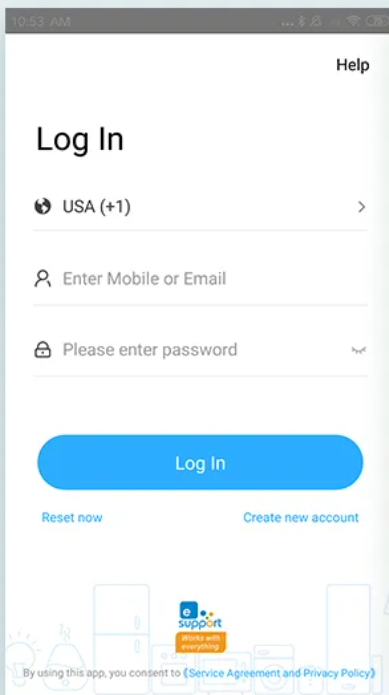 10:53 AM
Help
Log In
USA (+1)
Enter Mobile or Email
Please enter password
Log In
Reset now
Create new account
e
support
Works with
everything
By using this app, you consent to 《Service Agreement and Privacy Policy》